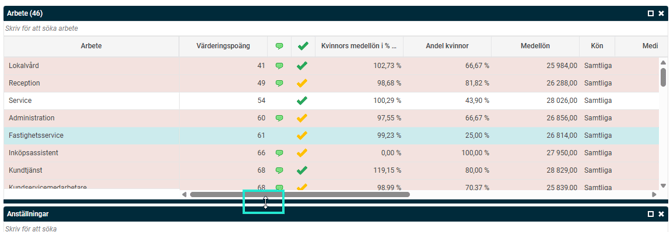 Arbete (46)
Skriv för att söka arbete
Arbete Värderingspoäng Kvinnors medellön i % ... Andel kvinnor Medellön Kön Medi
Lokalvård 41 102,73 % 66,67 % 25 984,00 Samtliga
Reception 49 98,68 % 81,82 % 26 288,00 Samtliga
Service 54 100,29 % 43,90 % 28 026,00 Samtliga
Administration 60 97,55 % 66,67 % 26 856,00 Samtliga
Fastighetsservice 61 99,23 % 25,00 % 26 814,00 Samtliga
Inköpsassistent 66 0,00 % 100,00 % 27 950,00 Samtliga
Kundtjänst 68 119,15 % 80,00 % 28 829,00 Samtliga
Kundservicemedarbetare 68 98,99 % 70,37 % 25 839,00 Samtliga
Anställningar
Skriv för att söka